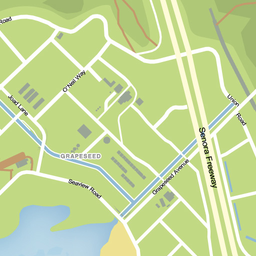 Road
O'Neil Way
Joad Lane
Union
Road
Senora Freeway
GRAPESEED
Grapeseed Avenue
Seaview Road